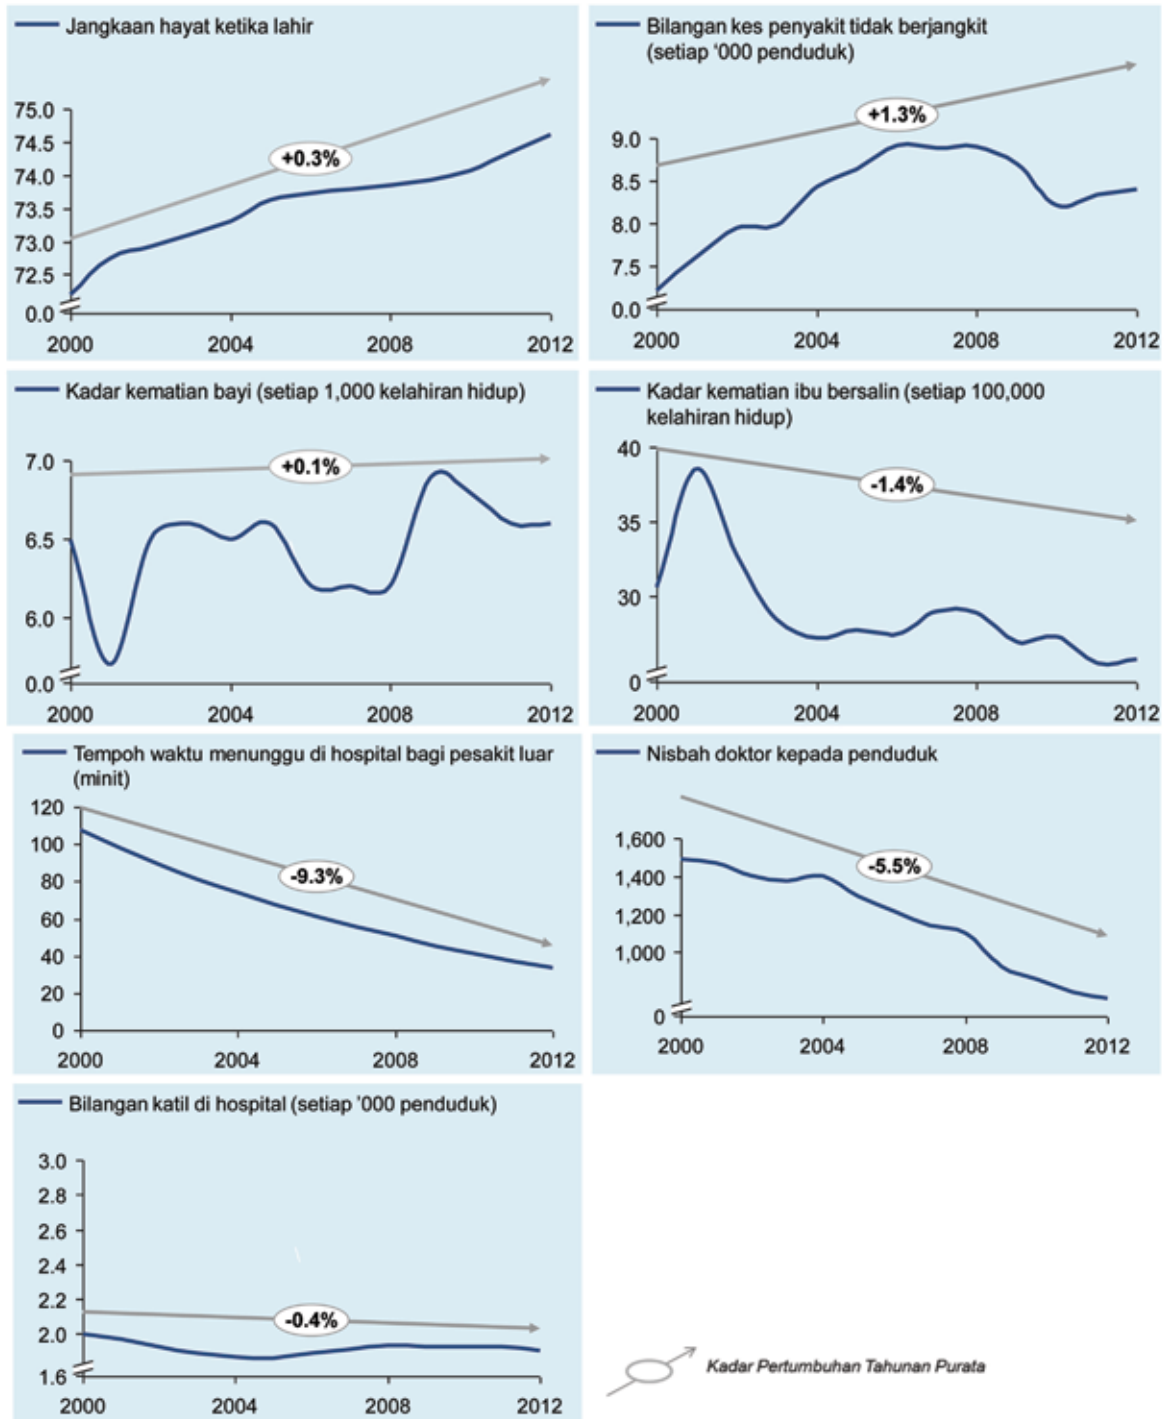 Jangkaan hayat ketika lahir
75.0
74.5
74.0
73.5
73.0
72.5
0.0
+0.3%
2000 2004 2008 2012
Bilangan kes penyakit tidak berjangkit
(setiap '000 penduduk)
9.0
8.5
8.0
7.5
0.0
+1.3%
2000 2004 2008 2012
Kadar kematian bayi (setiap 1,000 kelahiran hidup)
7.0
6.5
6.0
0.0
+0.1%
2000 2004 2008 2012
Kadar kematian ibu bersalin (setiap 100,000
kelahiran hidup)
40
35
30
0
-1.4%
2000 2004 2008 2012
Tempoh waktu menunggu di hospital bagi pesakit luar
(minit)
120
100
80
60
40
20
0
-9.3%
2000 2004 2008 2012
Nisbah doktor kepada penduduk
1,600
1,400
1,200
1,000
0
-5.5%
2000 2004 2008 2012
Bilangan katil di hospital (setiap '000 penduduk)
3.0
2.8
2.6
2.4
2.2
2.0
1.6
-0.4%
2000 2004 2008 2012
Kadar Pertumbuhan Tahunan Purata